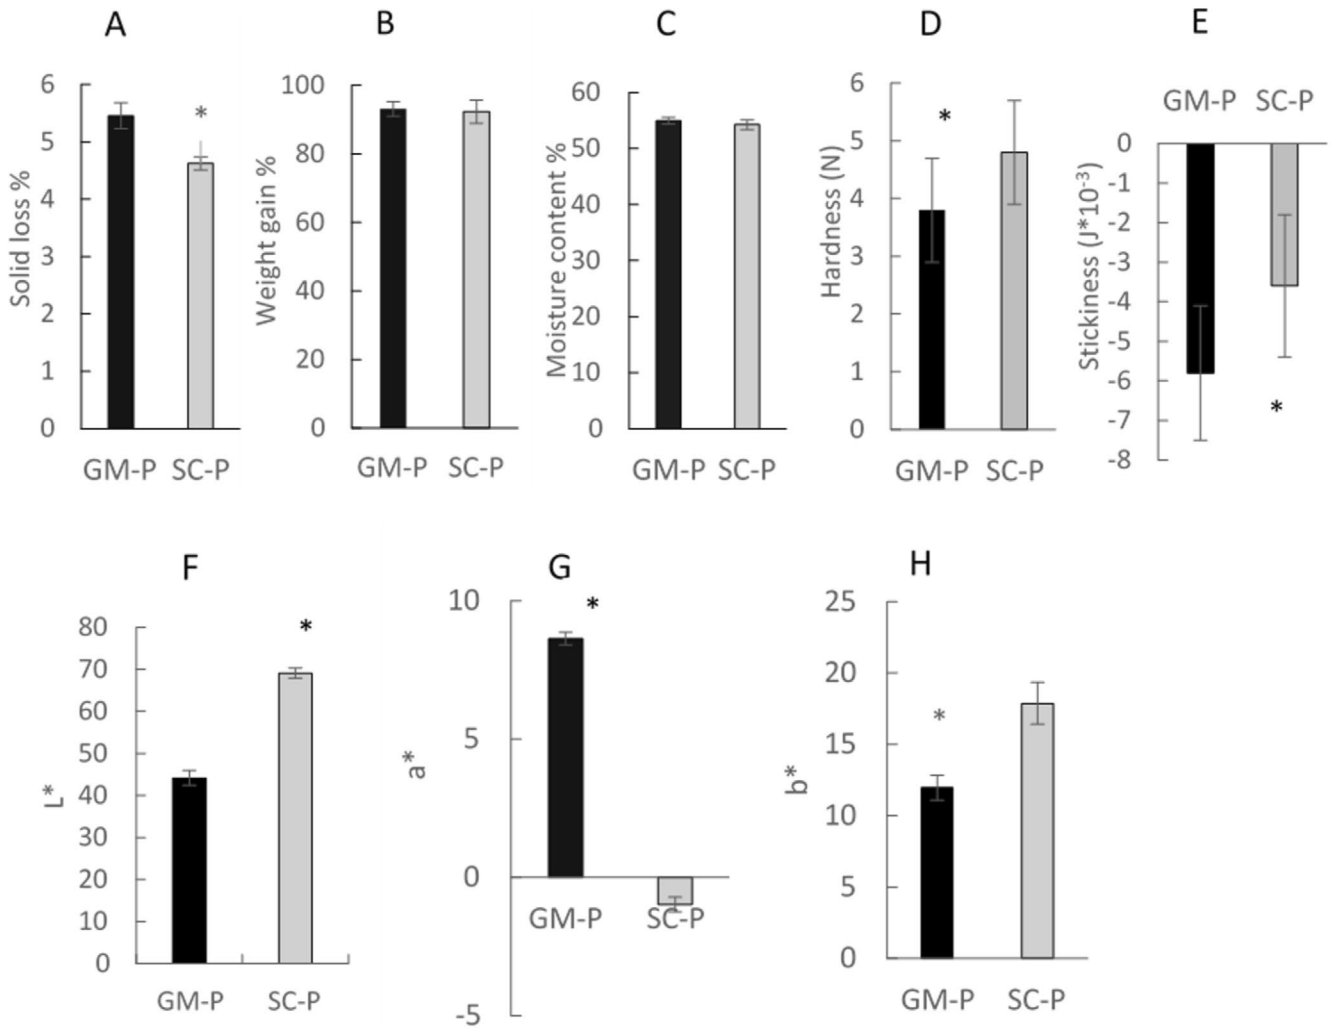 A
Solid loss %
6
5
4
3
2
1
0
*
GM-P SC-P
B
Weight gain %
100
80
60
40
20
0
GM-P SC-P
C
Moisture content %
60
50
40
30
20
10
0
GM-P SC-P
D
Hardness (N)
6
5
4
3
2
1
0
*
GM-P SC-P
E
Stickiness (J*10-3)
GM-P SC-P
0
-1
-2
-3
-4
-5
-6
-7
-8
*
F
L*
80
70
60
50
40
30
20
10
0
*
GM-P SC-P
G
a*
10
5
0
-5
*
GM-P SC-P
H
b*
25
20
15
10
5
0
*
GM-P SC-P